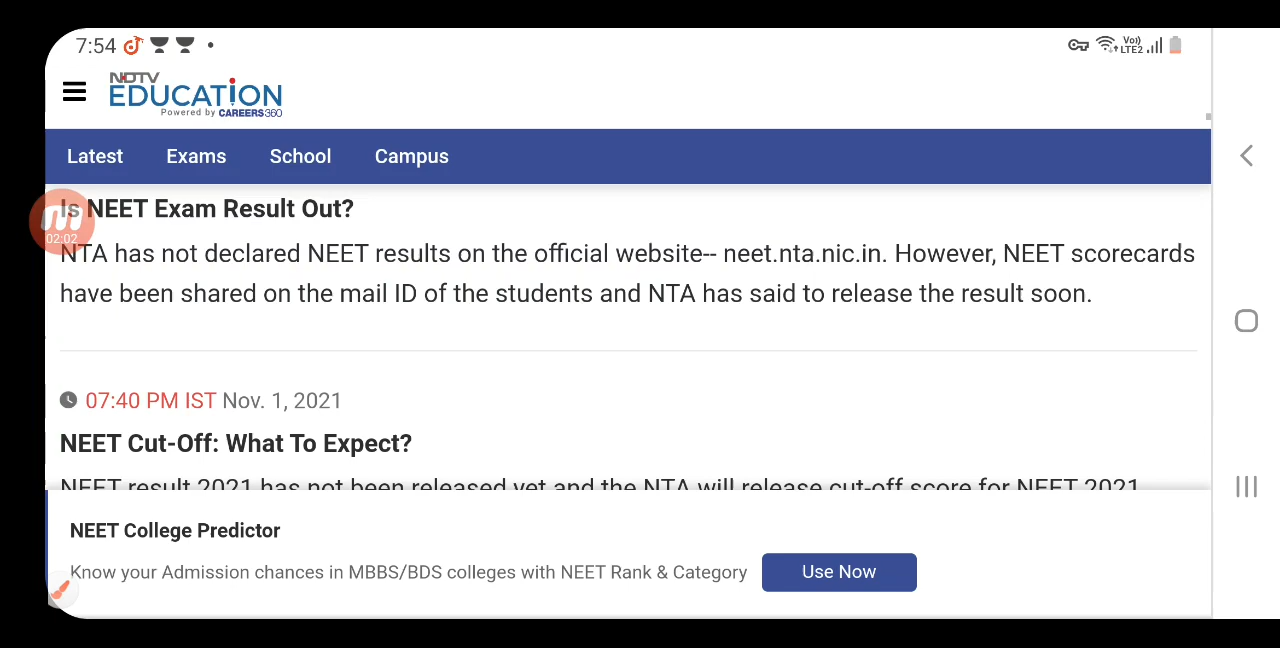 7:54
Vo))
LTE2
NDTV
EDUCATION
Powered by CAREERS360
Latest Exams School Campus
Is NEET Exam Result Out?
02:02
NTA has not declared NEET results on the official website-- neet.nta.nic.in. However, NEET scorecards
have been shared on the mail ID of the students and NTA has said to release the result soon.
07:40 PM IST Nov. 1, 2021
NEET Cut-Off: What To Expect?
NEET result 2021 has not been released yet and the NTA will release cut-off score for NEET 2021
NEET College Predictor
Know your Admission chances in MBBS/BDS colleges with NEET Rank & Category Use Now